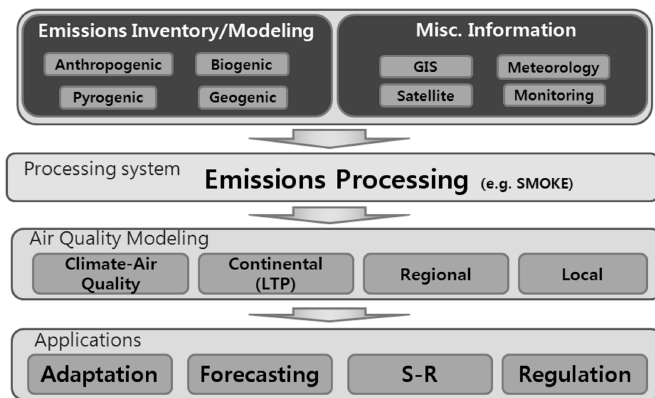 Emissions Inventory/Modeling
Anthropogenic
Biogenic
Pyrogenic
Geogenic
Misc. Information
GIS
Meteorology
Satellite
Monitoring
Processing system
Emissions Processing (e.g. SMOKE)
Air Quality Modeling
Climate-Air
Quality
Continental
(LTP)
Regional
Local
Applications
Adaptation
Forecasting
S-R
Regulation